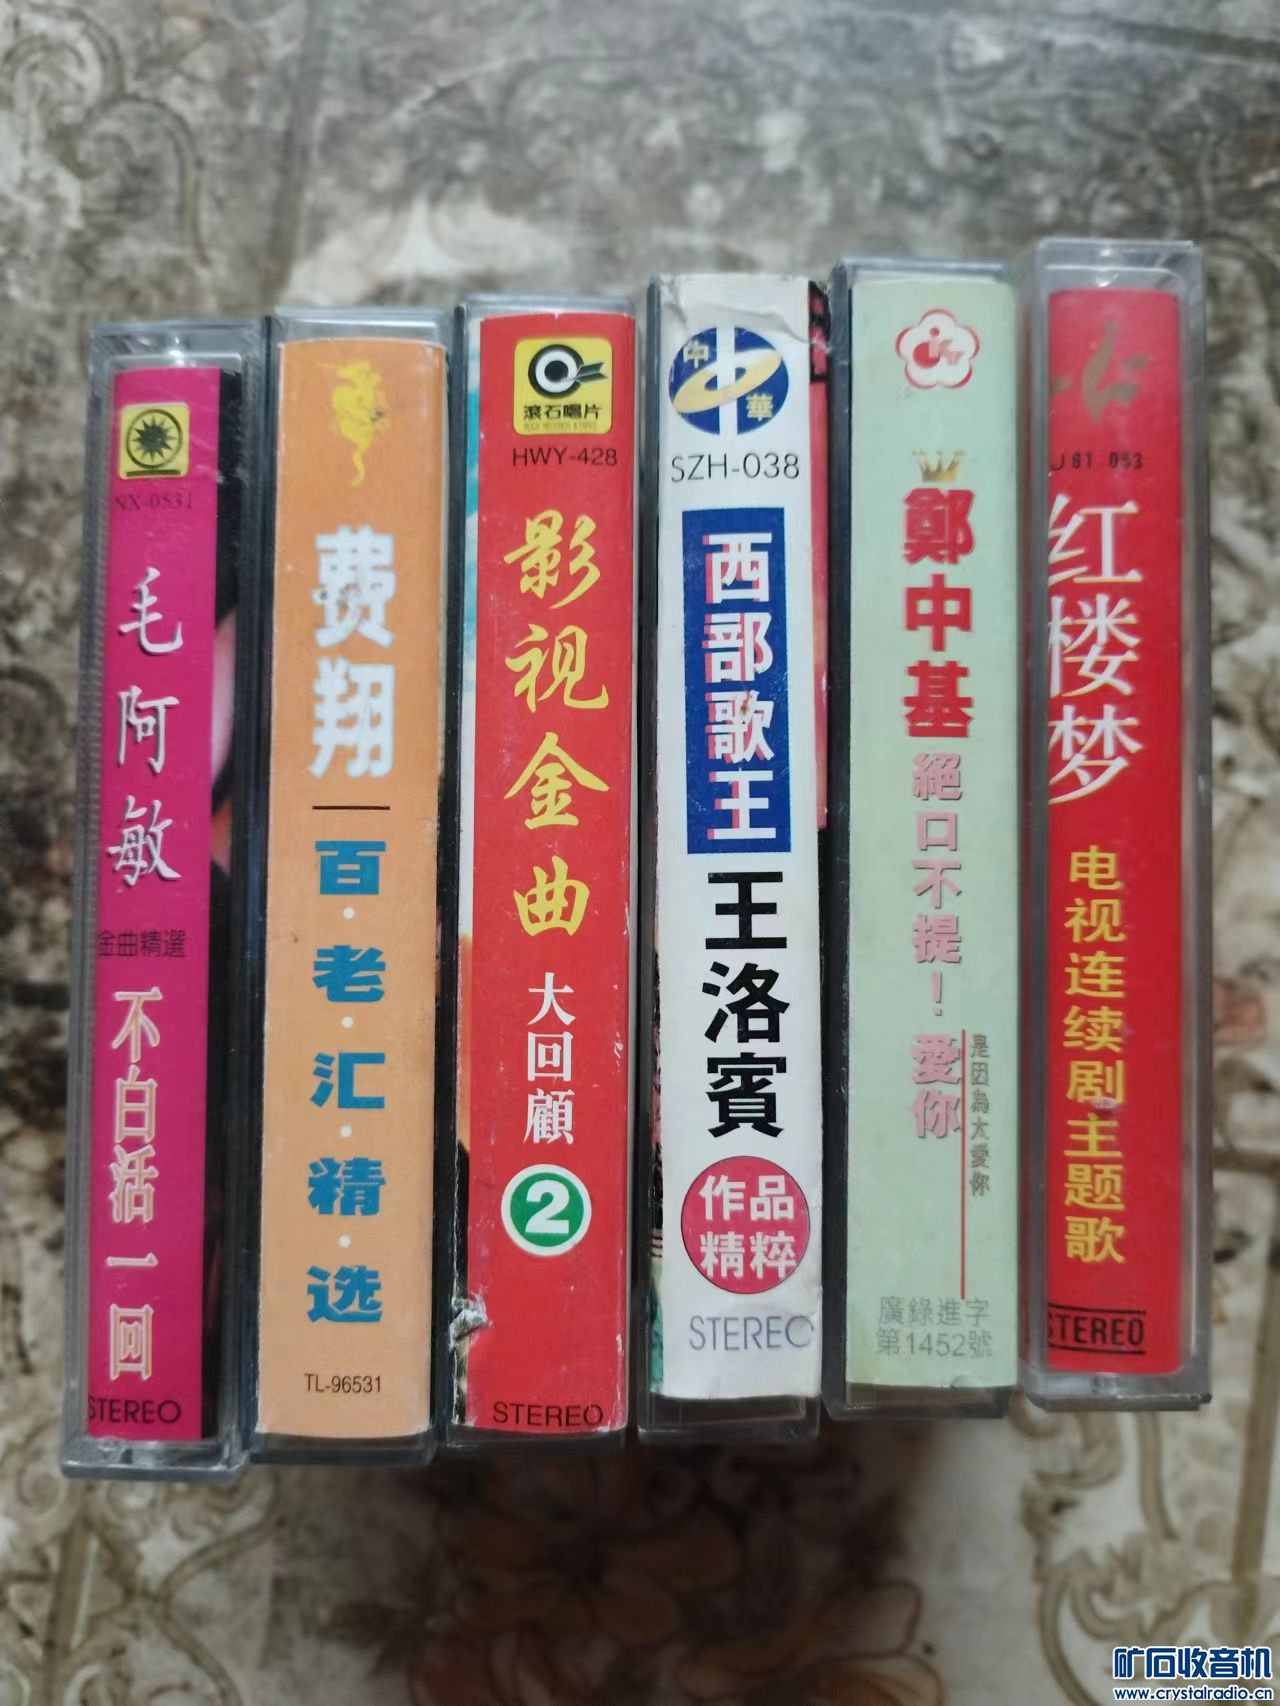 NX-0531
毛阿敏
金曲精選
不白活一回
STEREO
费翔
百·老·汇·精·选
TL-96531
滾石唱片
HWY-428
影视金曲
大回顧
2
STEREO
中華
SZH-038
西部歌王
王洛賓
作品
精粹
STEREO
鄭中基
絕口不提！愛你
是因為太愛你
廣錄進字
第1452號
61 053
红楼梦
电视连续剧主题歌
STEREO
矿石收音机
www.crystalradio.cn